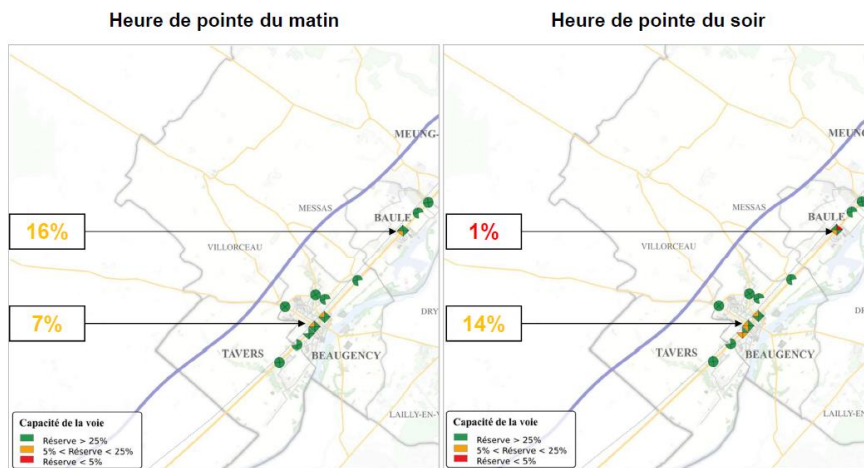 Heure de pointe du matin
Heure de pointe du soir
MEUNG-
MESSAS
BAULE
16%
VILLORCEAU
7%
DRY
TAVERS
BEAUGENCY
LAILLY-EN-V
Capacité de la voie
Réserve > 25%
5% < Réserve < 25%
Réserve < 5%
MEUNG
MESSAS
BAULE
1%
VILLORCEAU
14%
DR
TAVERS
BEAUGENCY
LAILLY-EN
Capacité de la voie
Réserve > 25%
5% < Réserve < 25%
Réserve < 5%